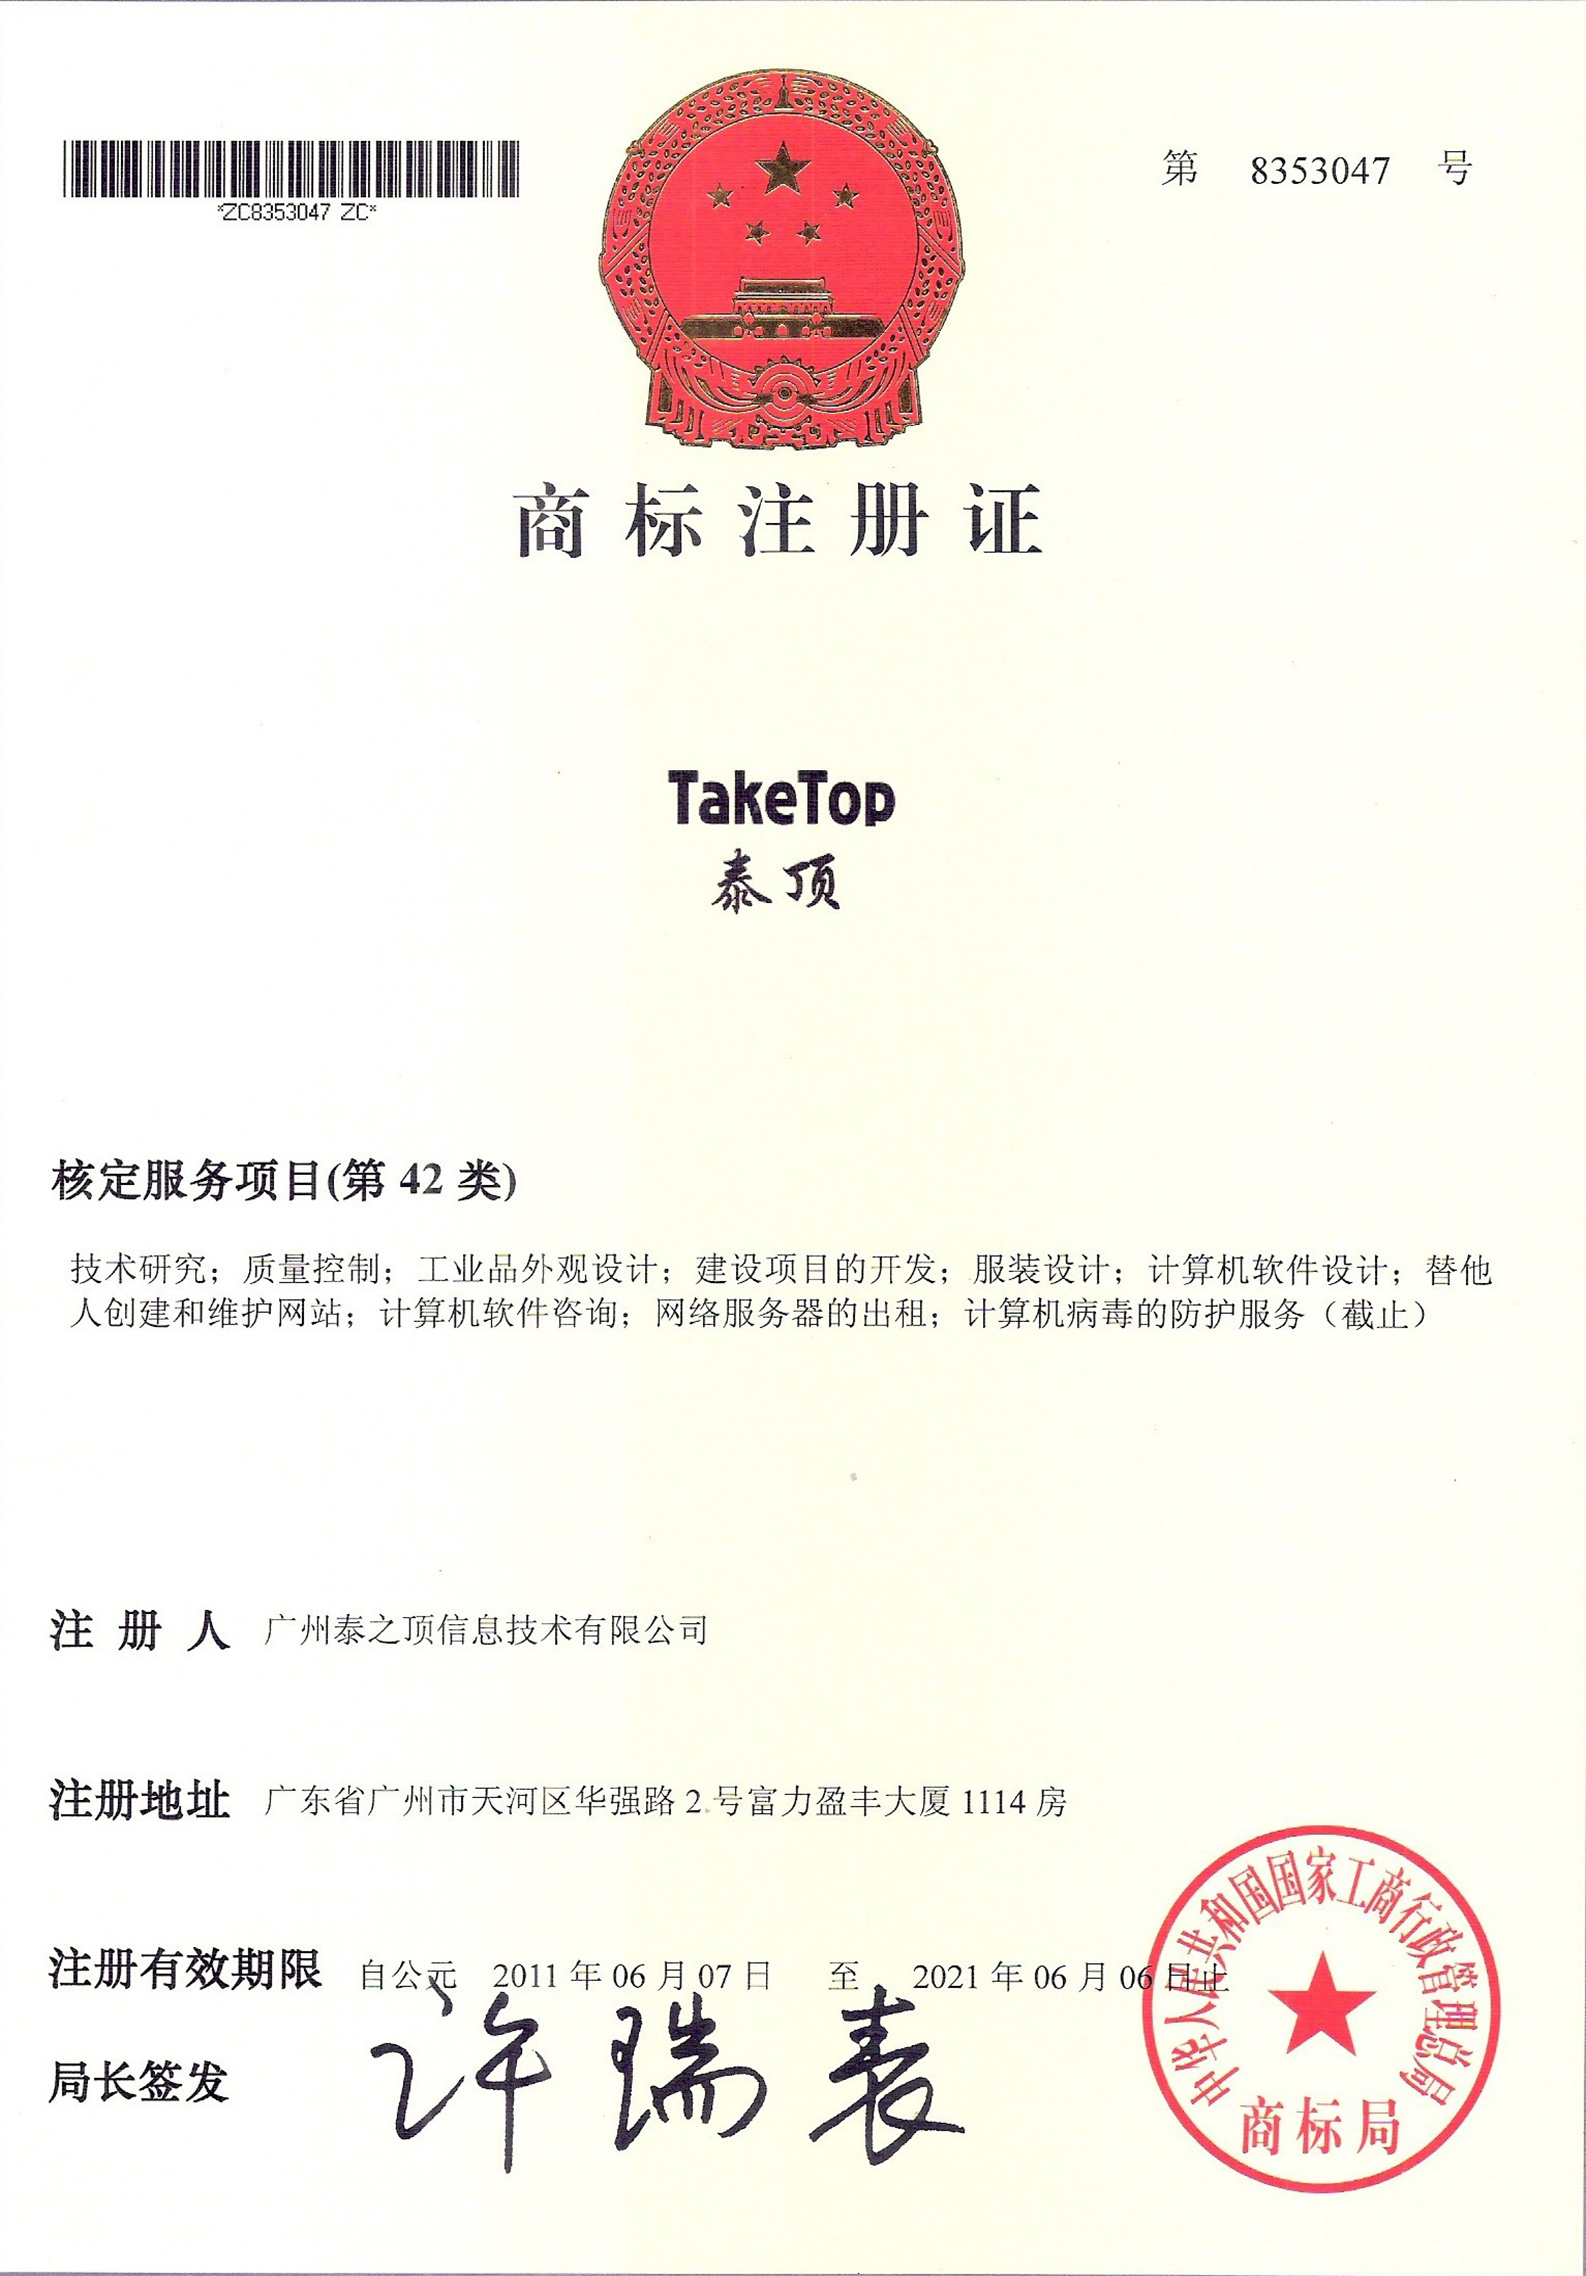 第 8353047 号
*ZC8353047 ZC*
商标注册证
TakeTop
泰顶
核定服务项目(第 42 类)
技术研究；质量控制；工业品外观设计；建设项目的开发；服装设计；计算机软件设计；替他
人创建和维护网站；计算机软件咨询；网络服务器的出租；计算机病毒的防护服务（截止）
注 册 人 广州泰之顶信息技术有限公司
注册地址 广东省广州市天河区华强路 2 号富力盈丰大厦 1114 房
注册有效期限 自公元 2011 年 06 月 07 日 至 2021 年 06 月 06 日止
局长签发 许瑞表
中华人民共和国国家工商行政管理总局
商标局